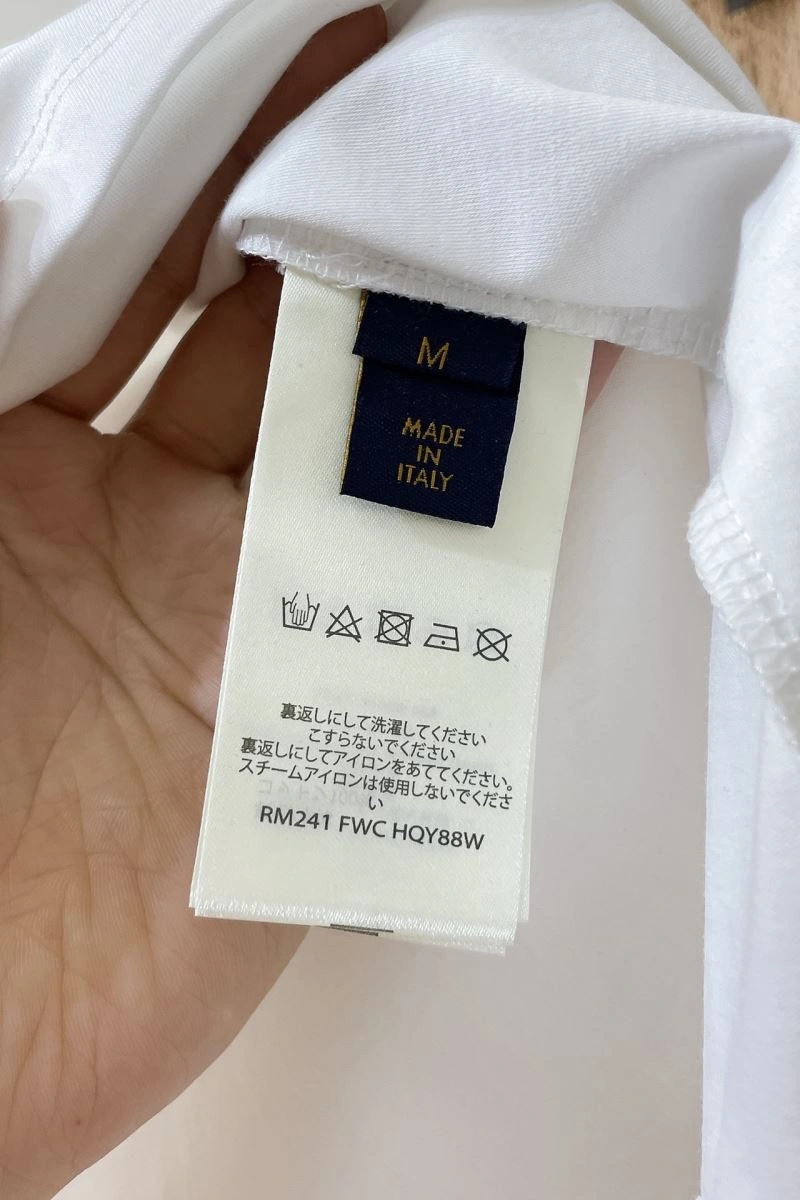 M
MADE
IN
ITALY
裏返しにして洗濯してください
こすらないでください
裏返しにしてアイロンをあててください。
スチームアイロンは使用しないでくださ
い
RM241 FWC HQY88W